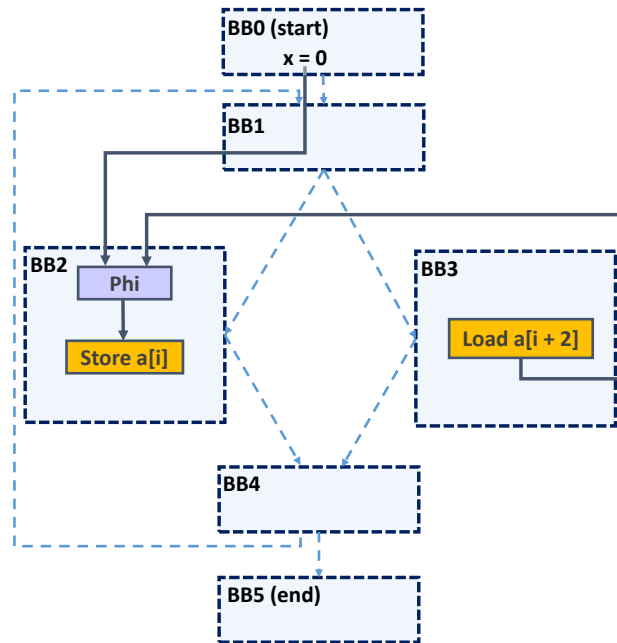 BB0 (start)
x = 0
BB1
BB2
Phi
Store a[i]
BB3
Load a[i + 2]
BB4
BB5 (end)